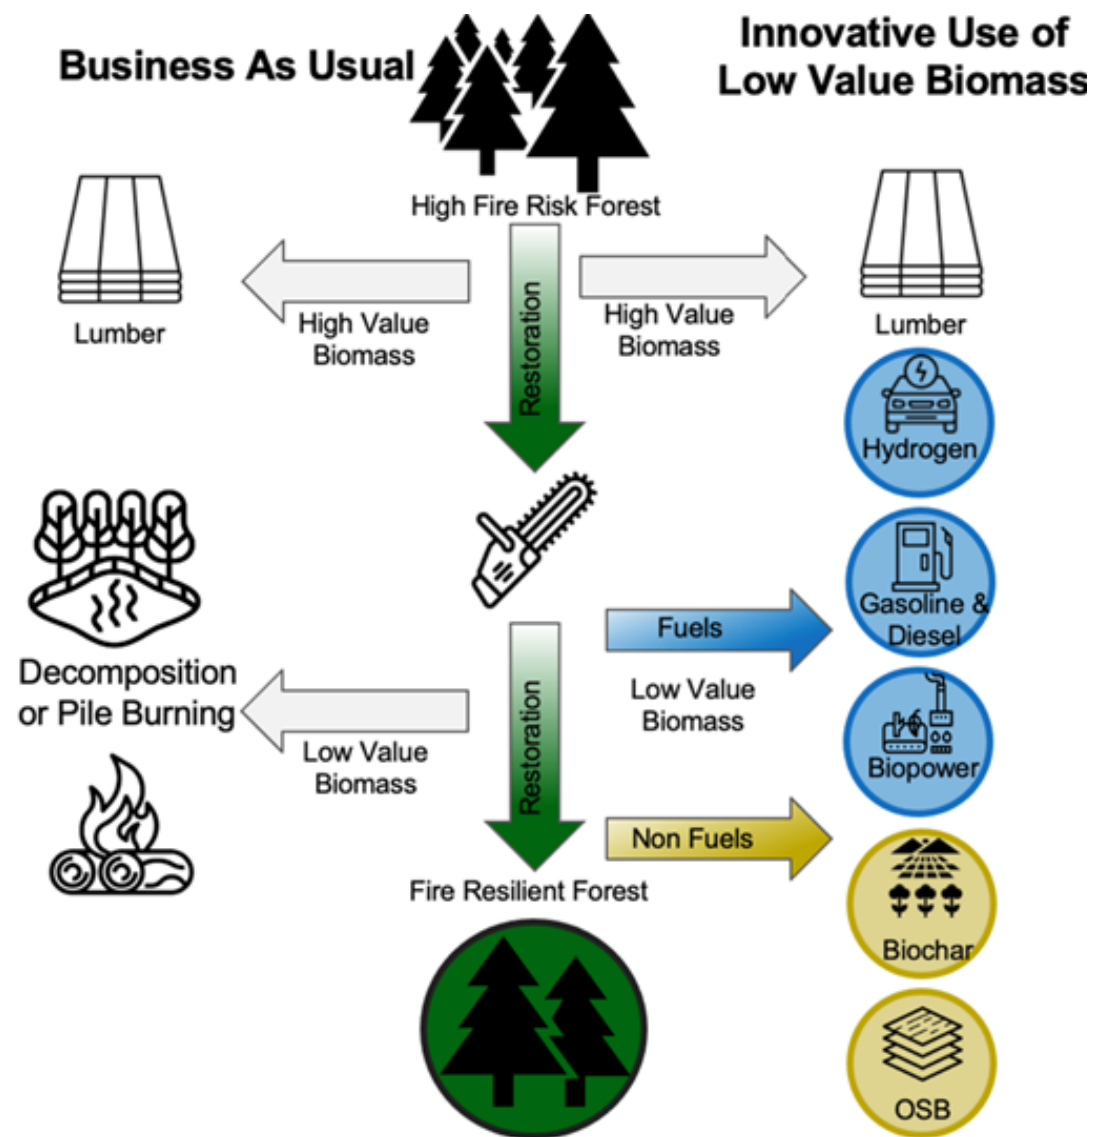 Business As Usual
Innovative Use of
Low Value Biomass
High Fire Risk Forest
Lumber
High Value
Biomass
Restoration
High Value
Biomass
Lumber
Hydrogen
Gasoline &
Diesel
Fuels
Low Value
Biomass
Decomposition
or Pile Burning
Low Value
Biomass
Restoration
Biopower
Non Fuels
Fire Resilient Forest
Biochar
OSB